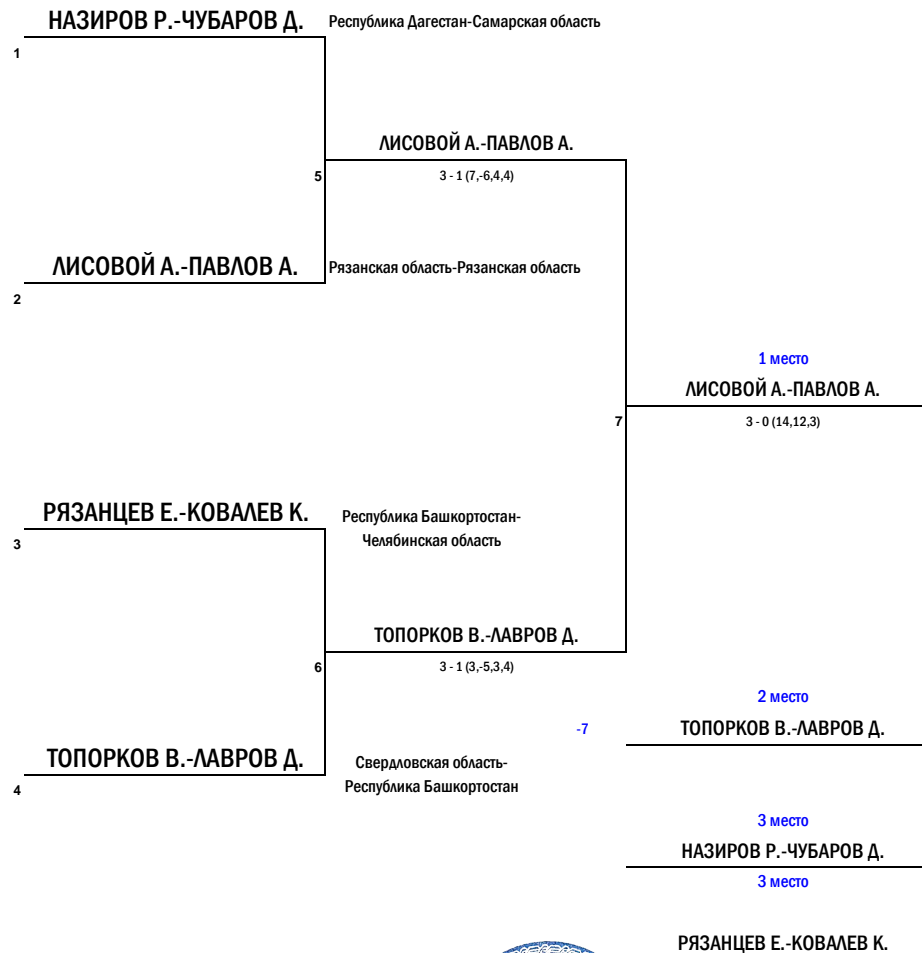 НАЗИРОВ Р.-ЧУБАРОВ Д. Республика Дагестан-Самарская область
1
ЛИСОВОЙ А.-ПАВЛОВ А.
5 3 - 1 (7,-6,4,4)
ЛИСОВОЙ А.-ПАВЛОВ А. Рязанская область-Рязанская область
2
1 место
ЛИСОВОЙ А.-ПАВЛОВ А.
7 3 - 0 (14,12,3)
РЯЗАНЦЕВ Е.-КОВАЛЕВ К. Республика Башкортостан-
3 Челябинская область
ТОПОРКОВ В.-ЛАВРОВ Д.
6 3 - 1 (3,-5,3,4)
2 место
-7 ТОПОРКОВ В.-ЛАВРОВ Д.
ТОПОРКОВ В.-ЛАВРОВ Д. Свердловская область-
4 Республика Башкортостан
3 место
НАЗИРОВ Р.-ЧУБАРОВ Д.
3 место
РЯЗАНЦЕВ Е.-КОВАЛЕВ К.